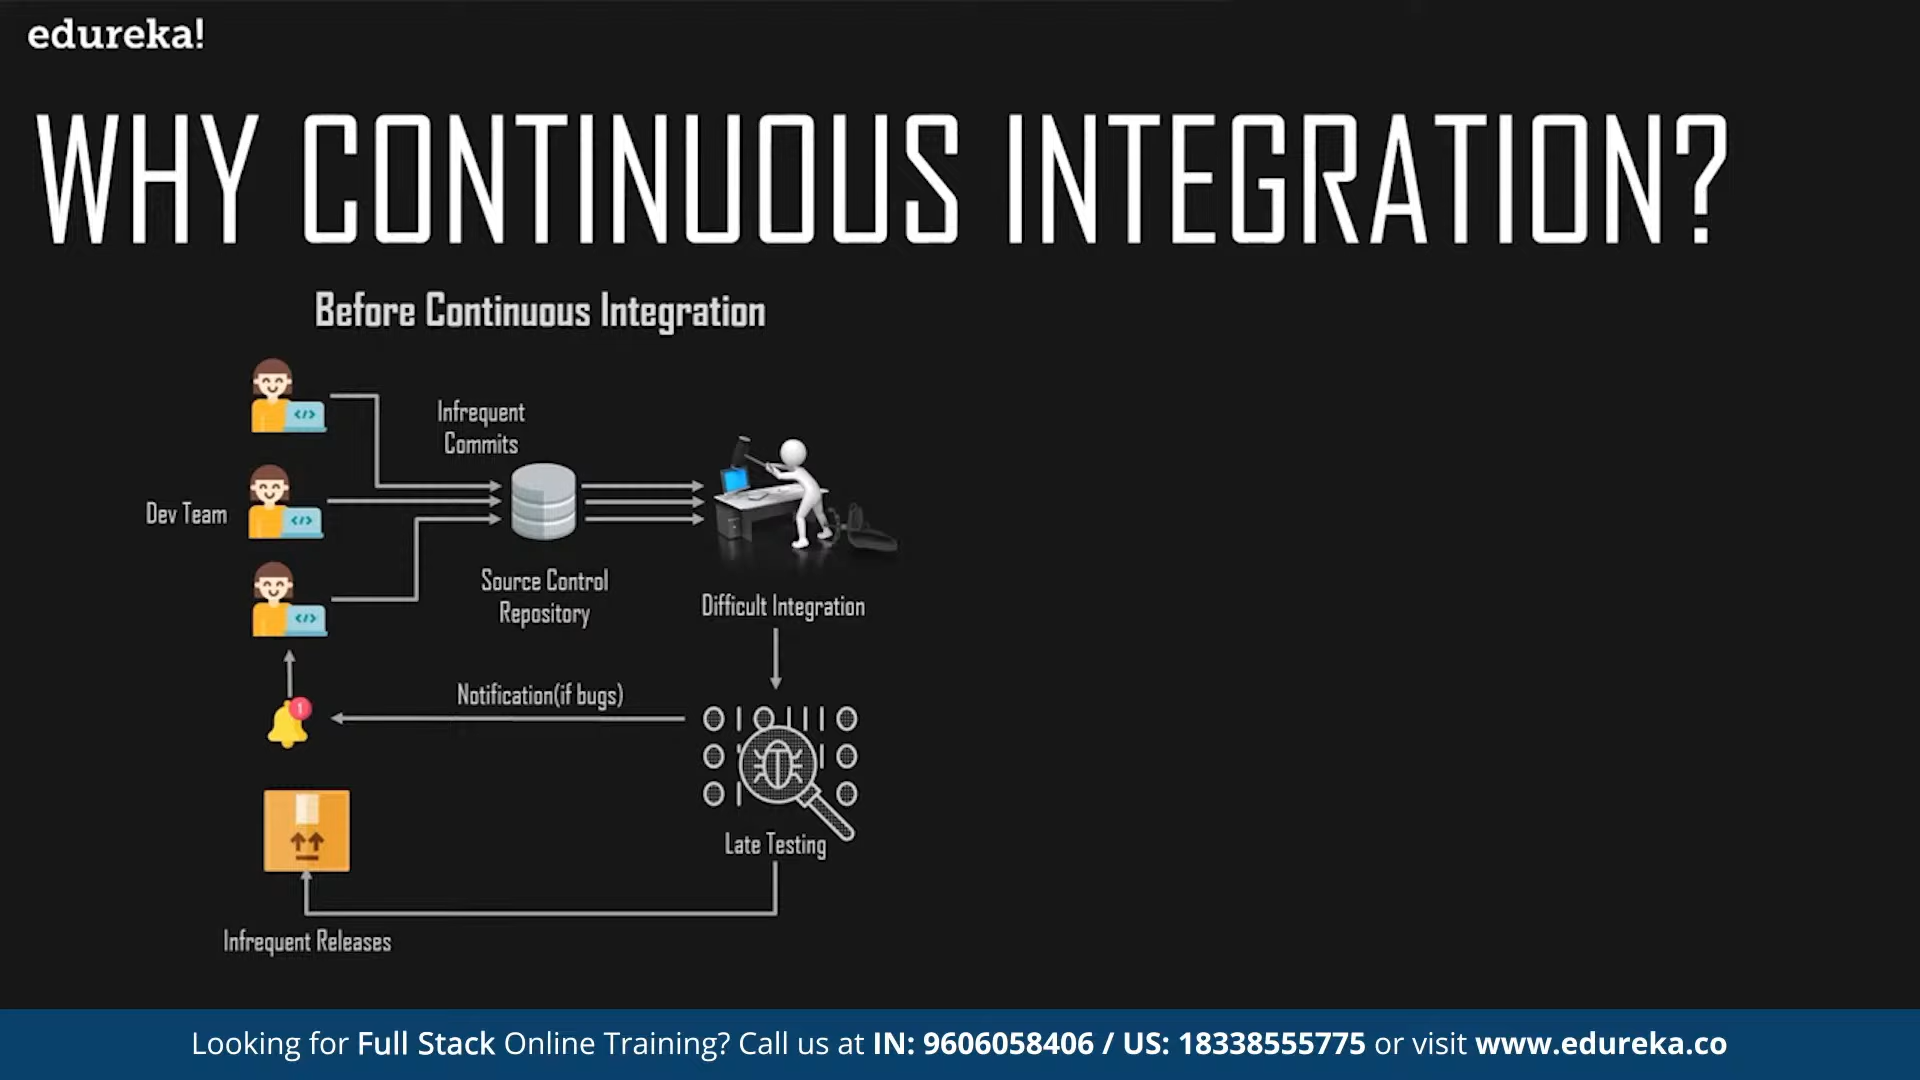 edureka!
WHY CONTINUOUS INTEGRATION?
Before Continuous Integration
</>
Infrequent
Commits
Dev Team
</>
</>
Source Control
Repository
Difficult Integration
Notification(if bugs)
1
Late Testing
Infrequent Releases
Looking for Full Stack Online Training? Call us at IN: 9606058406 / US: 18338555775 or visit www.edureka.co